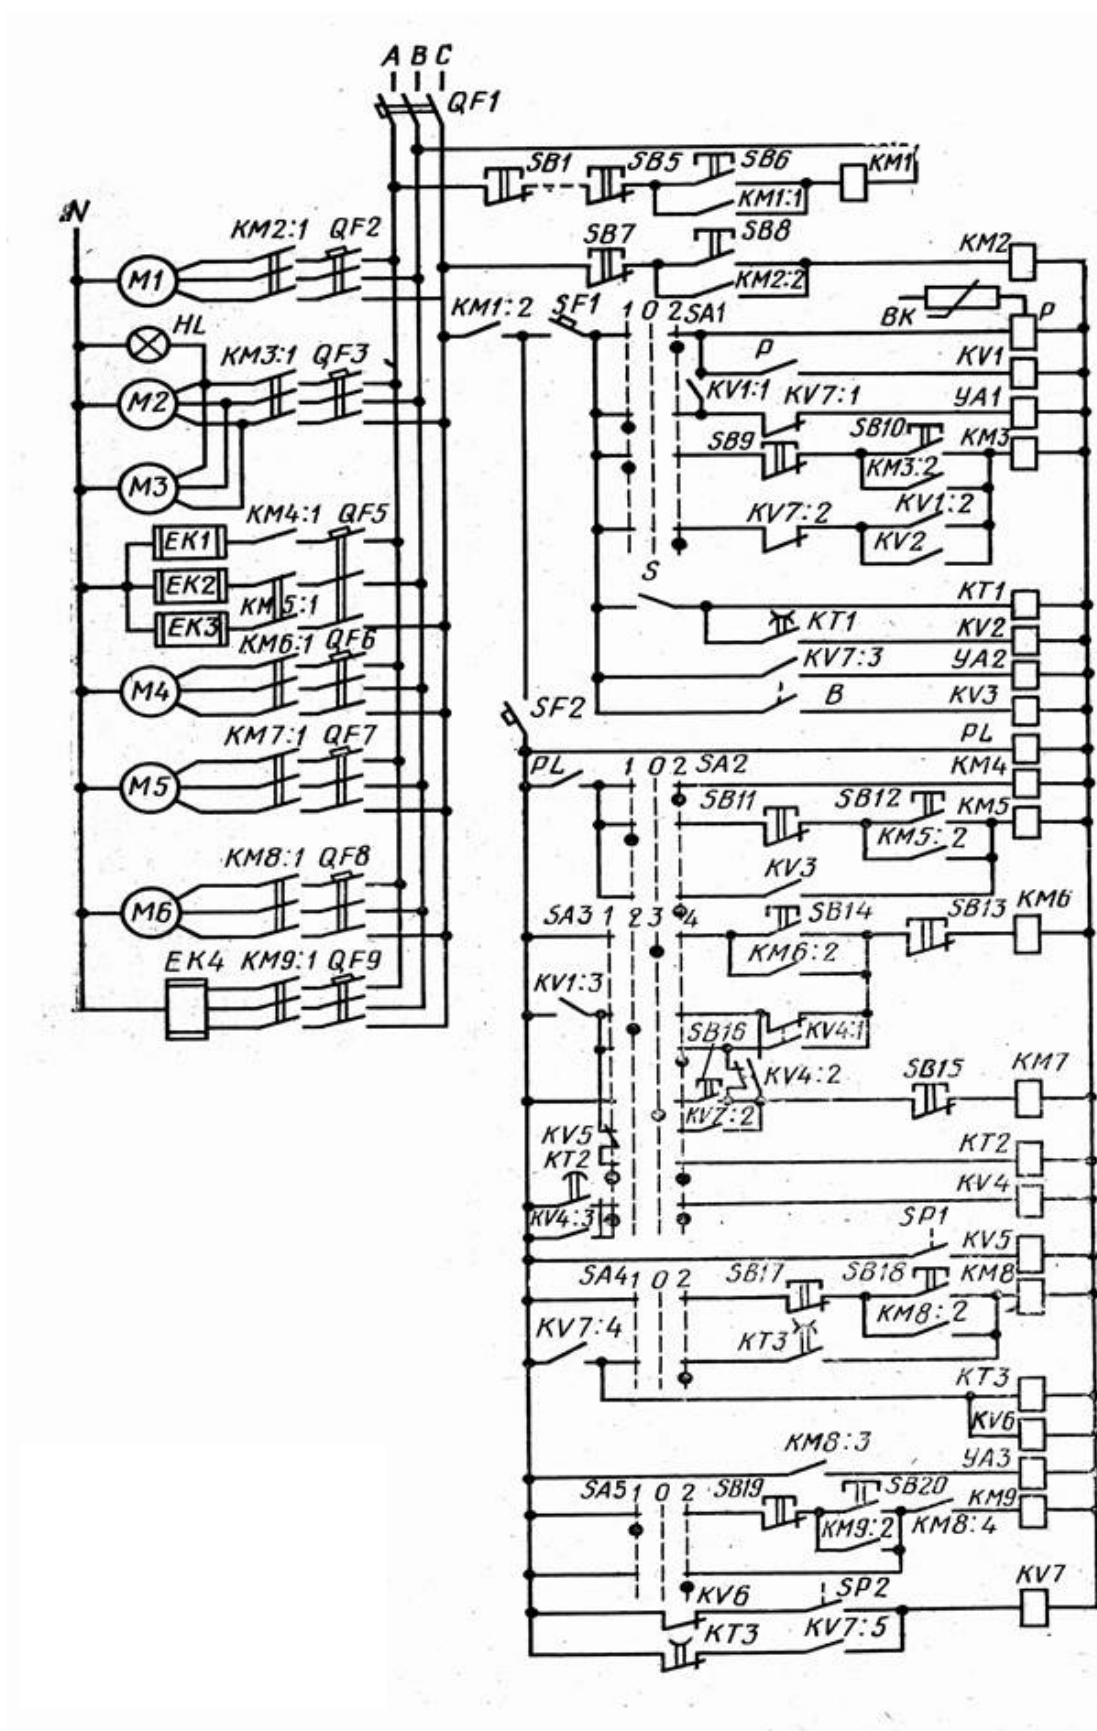 A B C
QF1
SB1 SB5 SB6 KM1
KM1:1
N
KM2:1 QF2
M1
SB7 SB8 KM2
KM2:2
HL
KM1:2 SF1 1 0 2 SA1 BK P
KM3:1 QF3
P KV1
M2
KV1:1 KV7:1 УА1
SB9 SB10 KM3
KM3:2
M3
KM4:1 QF5
KV7:2 KV1:2
KV2
EK1
S
EK2
KM5:1
EK3
KT1
KT1 KV2
KM6:1 QF6
KV7:3 УА2
M4
B KV3
SF2
KM7:1 QF7
PL
PL 1 0 2 SA2 KM4
M5
SB11 SB12 KM5
KM5:2
KM8:1 QF8
KV3
M6
SA3 1 2 3 4 SB14 SB13 KM6
KM6:2
EK4 KM9:1 QF9
KV1:3
SB16 KV4:1
KV4:2 SB15 KM7
KV7:2
KV5
KT2 KT2
KV4
KV4:3
SP1 KV5
SA4 1 0 2 SB17 SB18 KM8
KM8:2
KV7:4 KT3
KT3
KV6
KM8:3 УА3
SA5 1 0 2 SB19 SB20 KM9
KM9:2 KM8:4
KV6 SP2 KV7
KT3 KV7:5